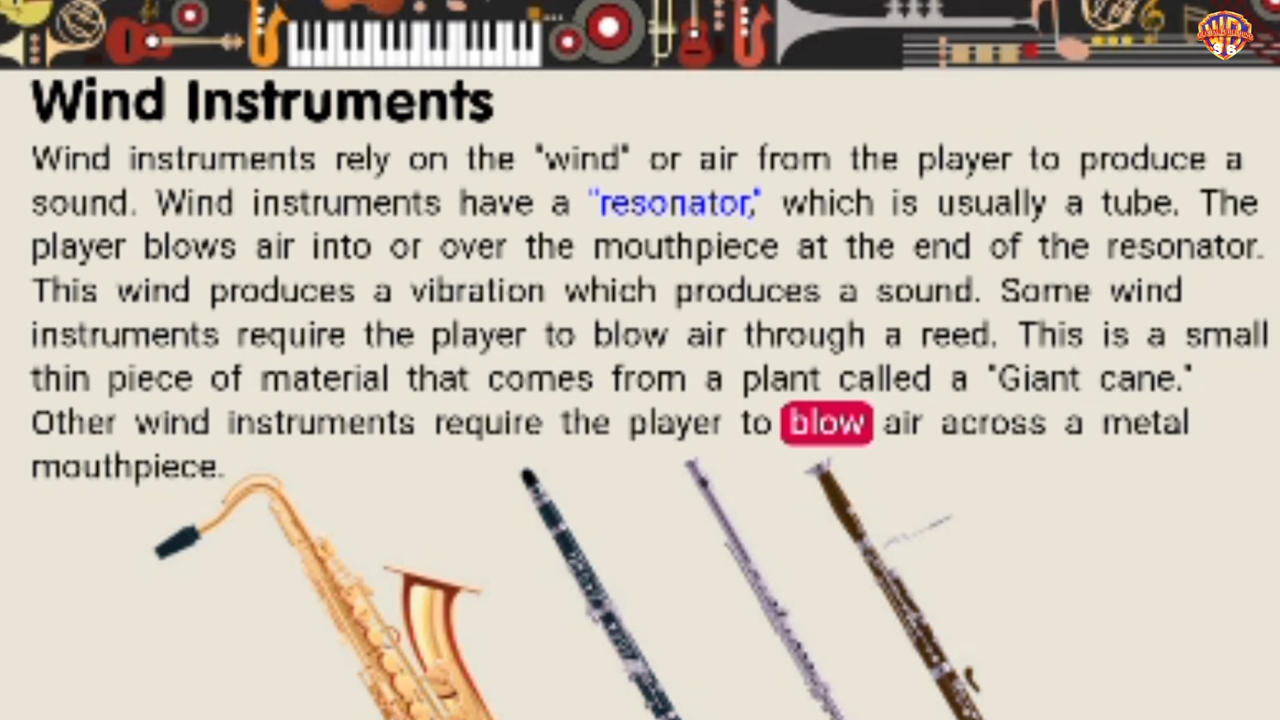 Wind Instruments
Wind instruments rely on the "wind" or air from the player to produce a
sound. Wind instruments have a "resonator," which is usually a tube. The
player blows air into or over the mouthpiece at the end of the resonator.
This wind produces a vibration which produces a sound. Some wind
instruments require the player to blow air through a reed. This is a small
thin piece of material that comes from a plant called a "Giant cane."
Other wind instruments require the player to blow air across a metal
mouthpiece.